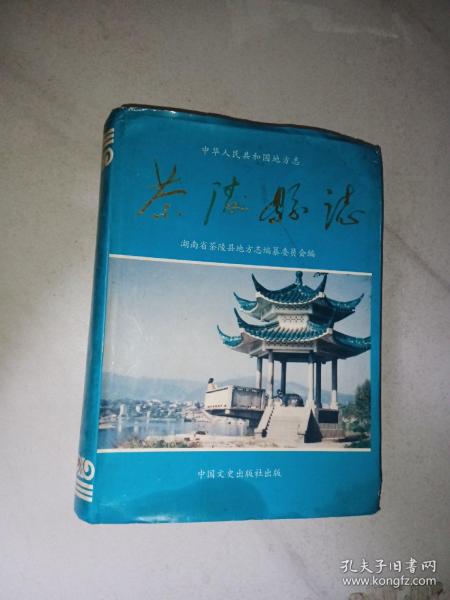 中华人民共和国地方志
茶陵縣誌
湖南省茶陵县地方志编纂委员会编
中国文史出版社出版
孔夫子旧书网
www.kongfz.com